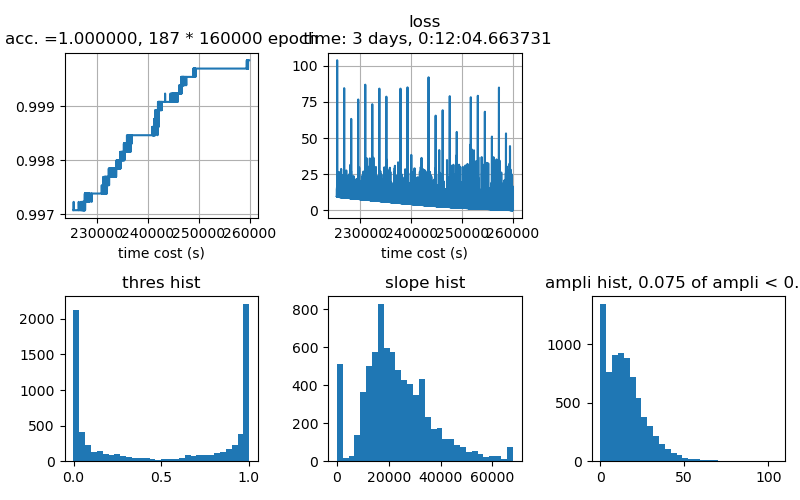 acc. =1.000000, 187 * 160000 epoch
loss
time: 3 days, 0:12:04.663731
0.999
0.998
0.997
230000 240000 250000 260000
time cost (s)
100
75
50
25
0
230000 240000 250000 260000
time cost (s)
thres hist
2000
1500
1000
500
0
0.0 0.5 1.0
slope hist
800
600
400
200
0
0 20000 40000 60000
ampli hist, 0.075 of ampli < 0.
1000
500
0
0 50 100